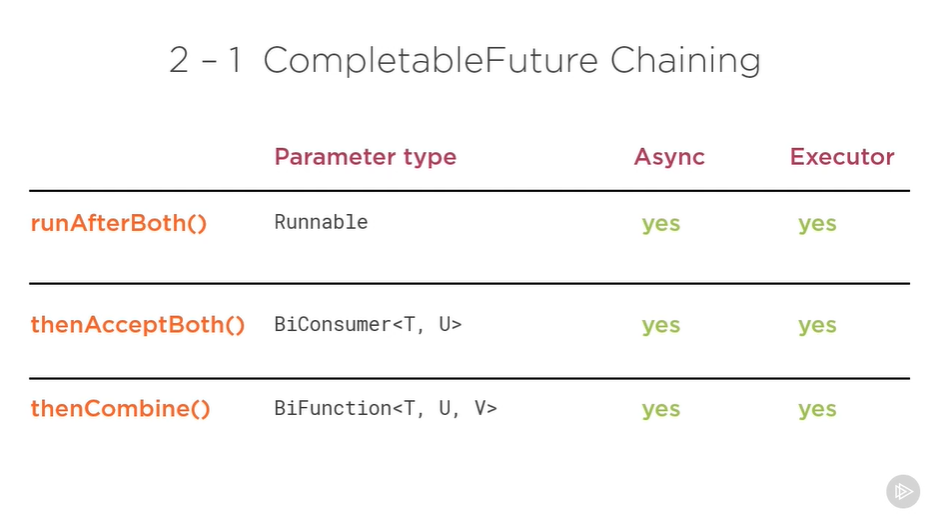 2 – 1 CompletableFuture Chaining
Parameter type Async Executor
runAfterBoth() Runnable yes yes
thenAcceptBoth() BiConsumer<T, U> yes yes
thenCombine() BiFunction<T, U, V> yes yes